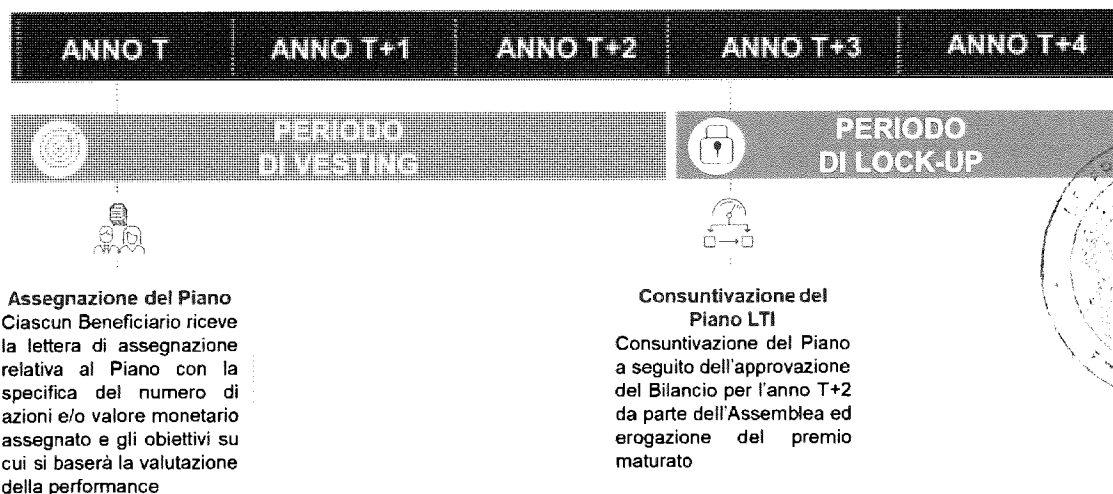 ANNO T ANNO T+1 ANNO T+2 ANNO T+3 ANNO T+4
PERIODO
DI VESTING
PERIODO
DI LOCK-UP
Assegnazione del Piano
Ciascun Beneficiario riceve
la lettera di assegnazione
relativa al Piano con la
specifica del numero di
azioni e/o valore monetario
assegnato e gli obiettivi su
cui si baserà la valutazione
della performance
Consuntivazione del
Piano LTI
Consuntivazione del Piano
a seguito dell'approvazione
del Bilancio per l'anno T+2
da parte dell'Assemblea ed
erogazione del premio
maturato